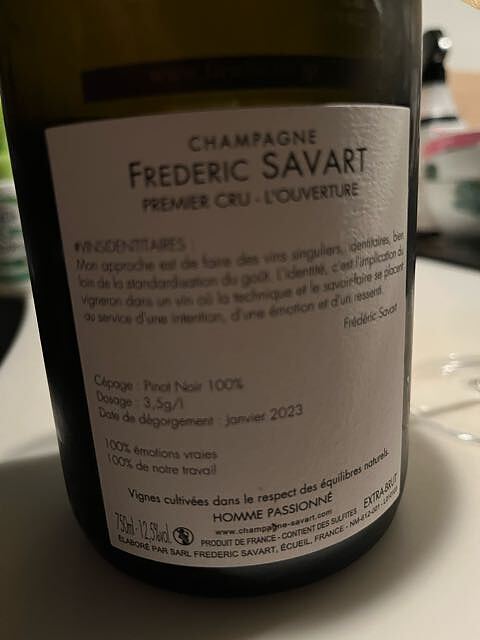 CHAMPAGNE
FREDERIC SAVART
PREMIER CRU - L'OUVERTURE
#VINSIDENTITAIRES :
Mon approche est de faire des vins singuliers, identitaires, bien
loin de la standardisation du goût. L'identité, c'est l'implication du
vigneron dans un vin où la technique et le savoir-faire se placent
au service d'une intention, d'une émotion et d'un ressenti.
Frédéric Savart
Cépage : Pinot Noir 100%
Dosage : 3,5g/l
Date de dégorgement : janvier 2023
100% émotions vraies
100% de notre travail
Vignes cultivées dans le respect des équilibres naturels.
HOMME PASSIONNÉ
www.champagne-savart.com
EXTRA-BRUT
750ml - 12,5%vol.
PRODUIT DE FRANCE - CONTIENT DES SULFITES
ÉLABORÉ PAR SARL FREDERIC SAVART, ÉCUEIL, FRANCE - NM-812-001